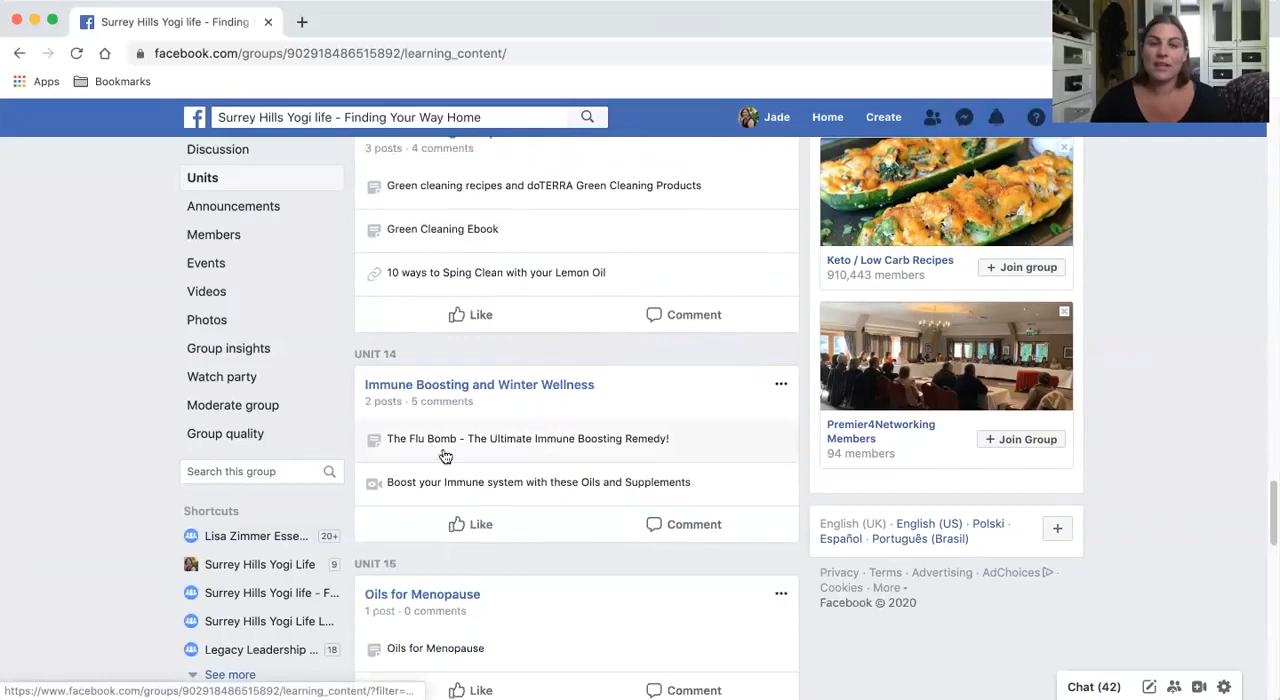 Surrey Hills Yogi life - Finding
facebook.com/groups/902918486515892/learning_content/
Apps Bookmarks
Surrey Hills Yogi life - Finding Your Way Home
Jade Home Create
Discussion
Units
Announcements
Members
Events
Videos
Photos
Group insights
Watch party
Moderate group
Group quality
Search this group
Shortcuts
Lisa Zimmer Esse... 20+
Surrey Hills Yogi Life 9
Surrey Hills Yogi life - F...
Surrey Hills Yogi Life L...
Legacy Leadership ... 18
See more
3 posts · 4 comments
Green cleaning recipes and doTERRA Green Cleaning Products
Green Cleaning Ebook
10 ways to Sping Clean with your Lemon Oil
Like Comment
UNIT 14
Immune Boosting and Winter Wellness
2 posts · 5 comments
The Flu Bomb - The Ultimate Immune Boosting Remedy!
Boost your Immune system with these Oils and Supplements
Like Comment
UNIT 15
Oils for Menopause
1 post · 0 comments
Oils for Menopause
Like Comment
Keto / Low Carb Recipes
910,443 members
+ Join group
Premier4Networking
Members
94 members
+ Join Group
English (UK) · English (US) · Polski ·
Español · Português (Brasil)
+
Privacy · Terms · Advertising · AdChoices ·
Cookies · More
Facebook © 2020
Chat (42)
https://www.facebook.com/groups/902918486515892/learning_content/?filter=...